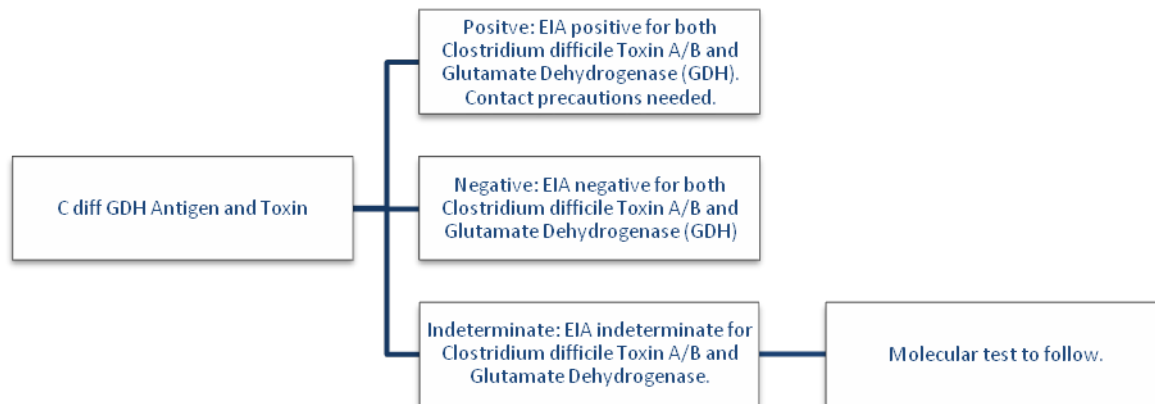 Positve: EIA positive for both
Clostridium difficile Toxin A/B and
Glutamate Dehydrogenase (GDH).
Contact precautions needed.
C diff GDH Antigen and Toxin
Negative: EIA negative for both
Clostridium difficile Toxin A/B and
Glutamate Dehydrogenase (GDH)
Indeterminate: EIA indeterminate for
Clostridium difficile Toxin A/B and
Glutamate Dehydrogenase.
Molecular test to follow.